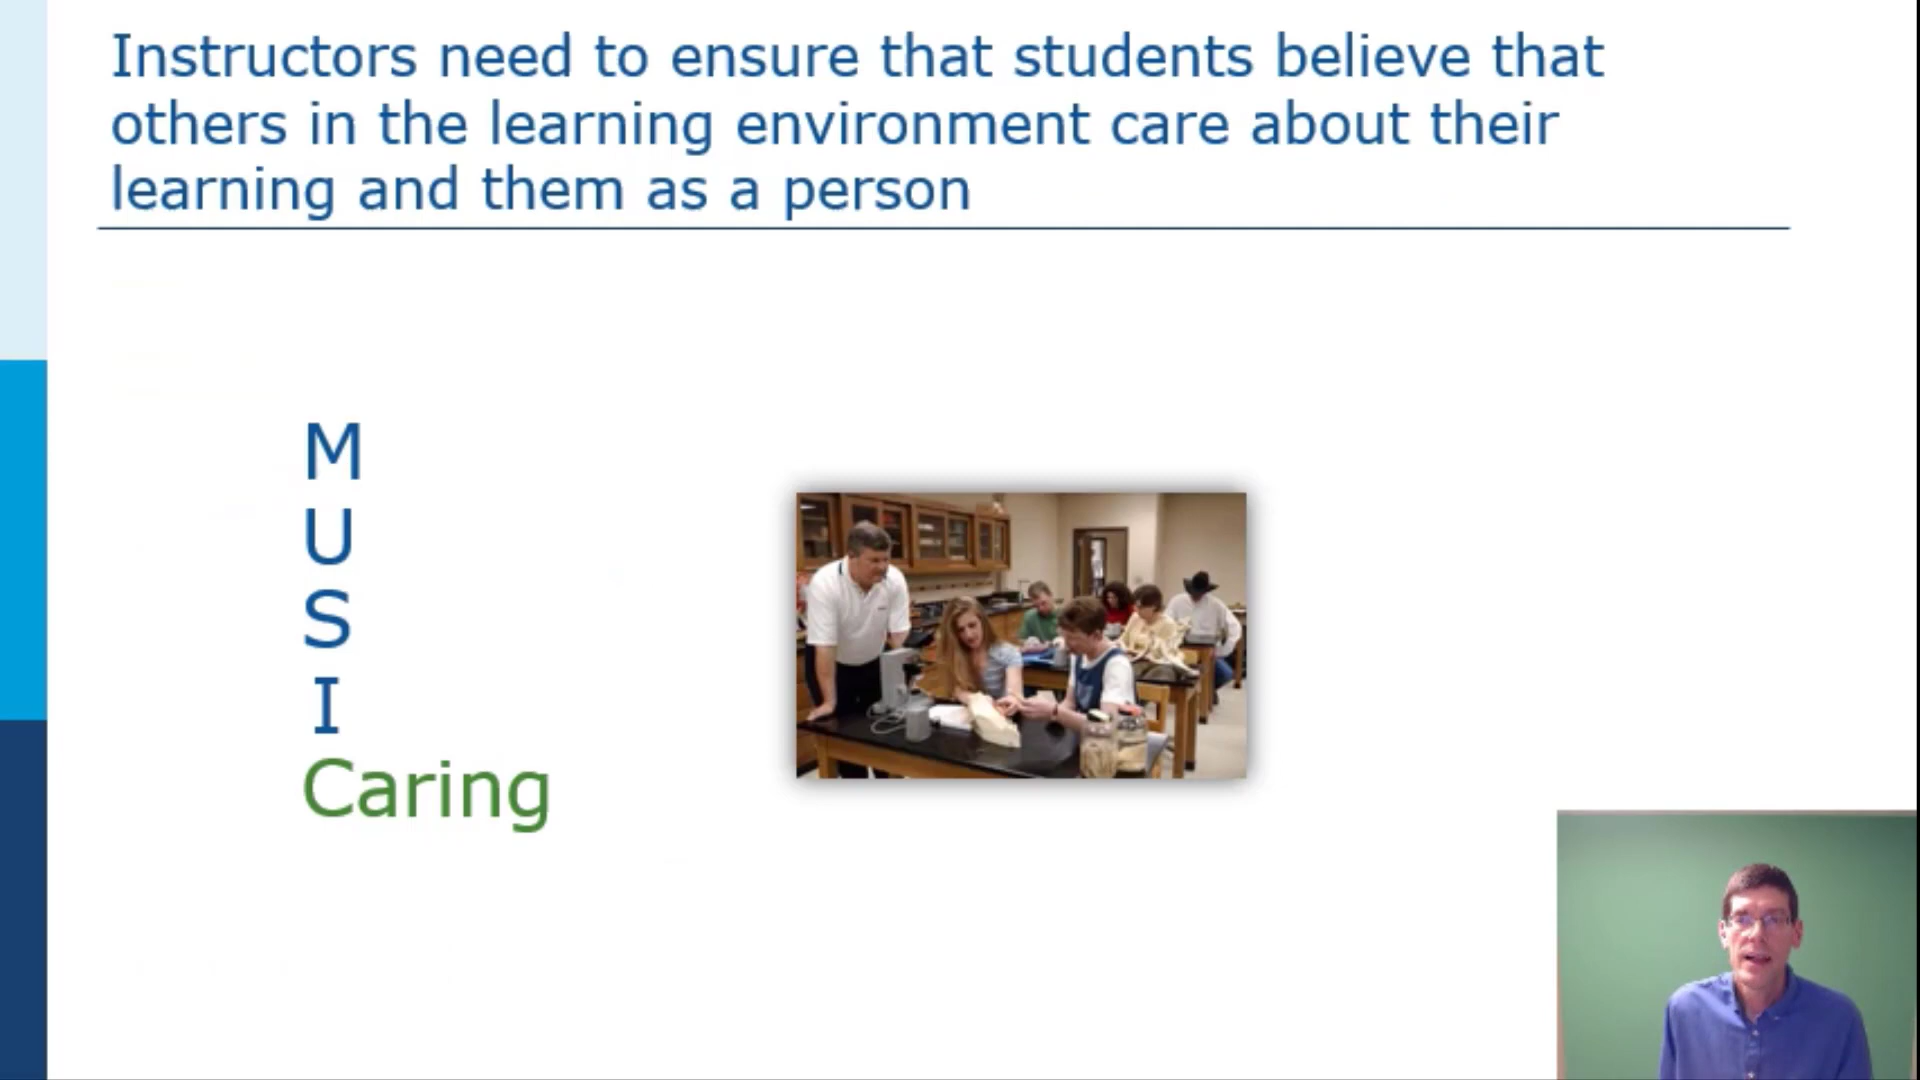 Instructors need to ensure that students believe that
others in the learning environment care about their
learning and them as a person
M
U
S
I
Caring